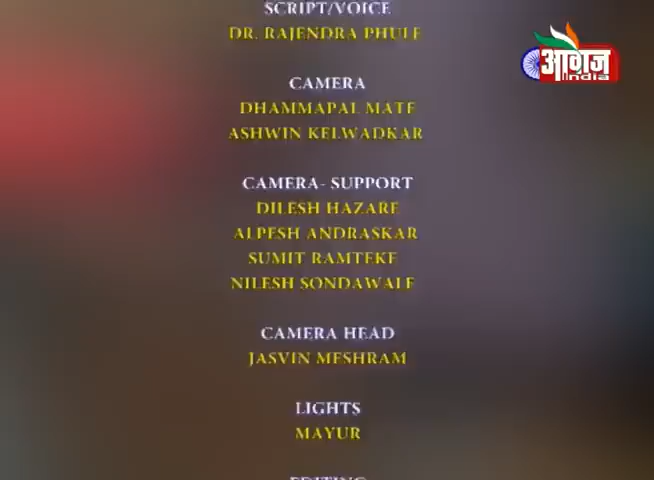 SCRIPT/VOICE
DR. RAJENDRA PHULE
आगाज
India
CAMERA
DHAMMAPAL MATE
ASHWIN KELWADKAR
CAMERA- SUPPORT
DILESH HAZARE
ALPESH ANDRASKAR
SUMIT RAMTEKE
NILESH SONDAWALE
CAMERA HEAD
JASVIN MESHRAM
LIGHTS
MAYUR
EDITING